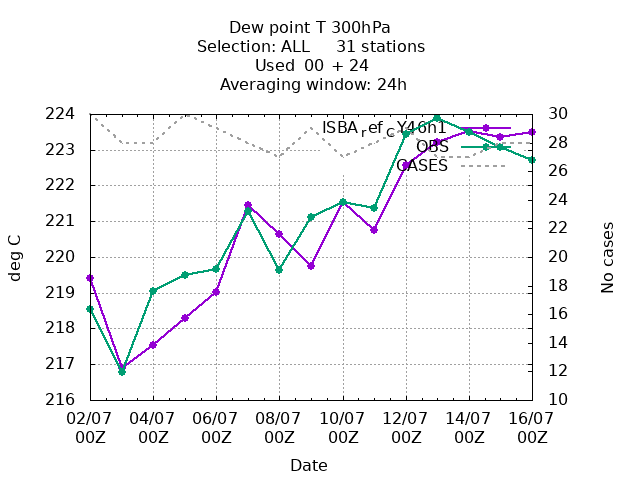 Dew point T 300hPa
Selection: ALL     31 stations
Used  00 + 24
Averaging window: 24h
224 30
ISBA_ref_CY46h1
OBS
CASES
223 28
222 26
221 24
220 22
219 20
218 18
217 16
216 14
12
10
deg C
No cases
02/07 04/07 06/07 08/07 10/07 12/07 14/07 16/07
00Z 00Z 00Z 00Z 00Z 00Z 00Z 00Z
Date